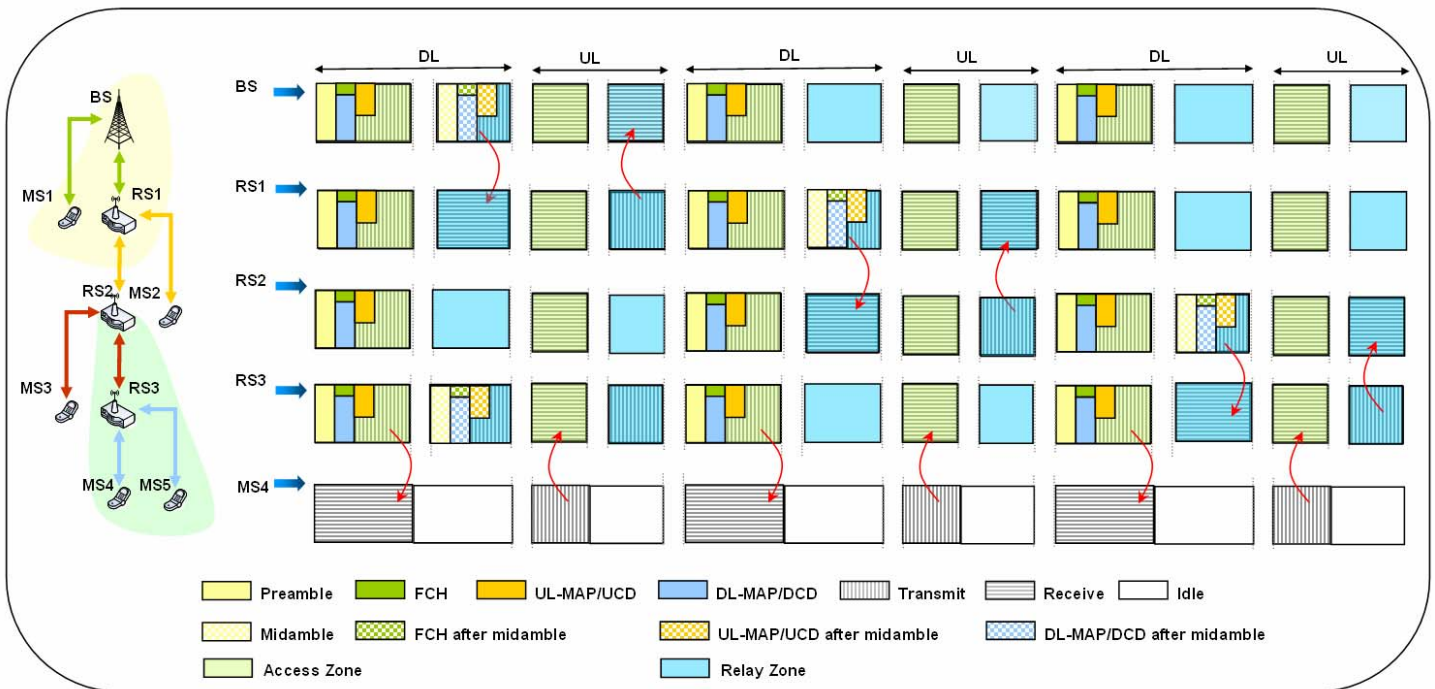 DL UL DL UL DL UL
BS
BS
MS1 RS1
RS1
RS2 MS2
RS2
MS3 RS3
RS3
MS4 MS5
MS4
Preamble FCH UL-MAP/UCD DL-MAP/DCD Transmit Receive Idle
Midamble FCH after midamble UL-MAP/UCD after midamble DL-MAP/DCD after midamble
Access Zone Relay Zone